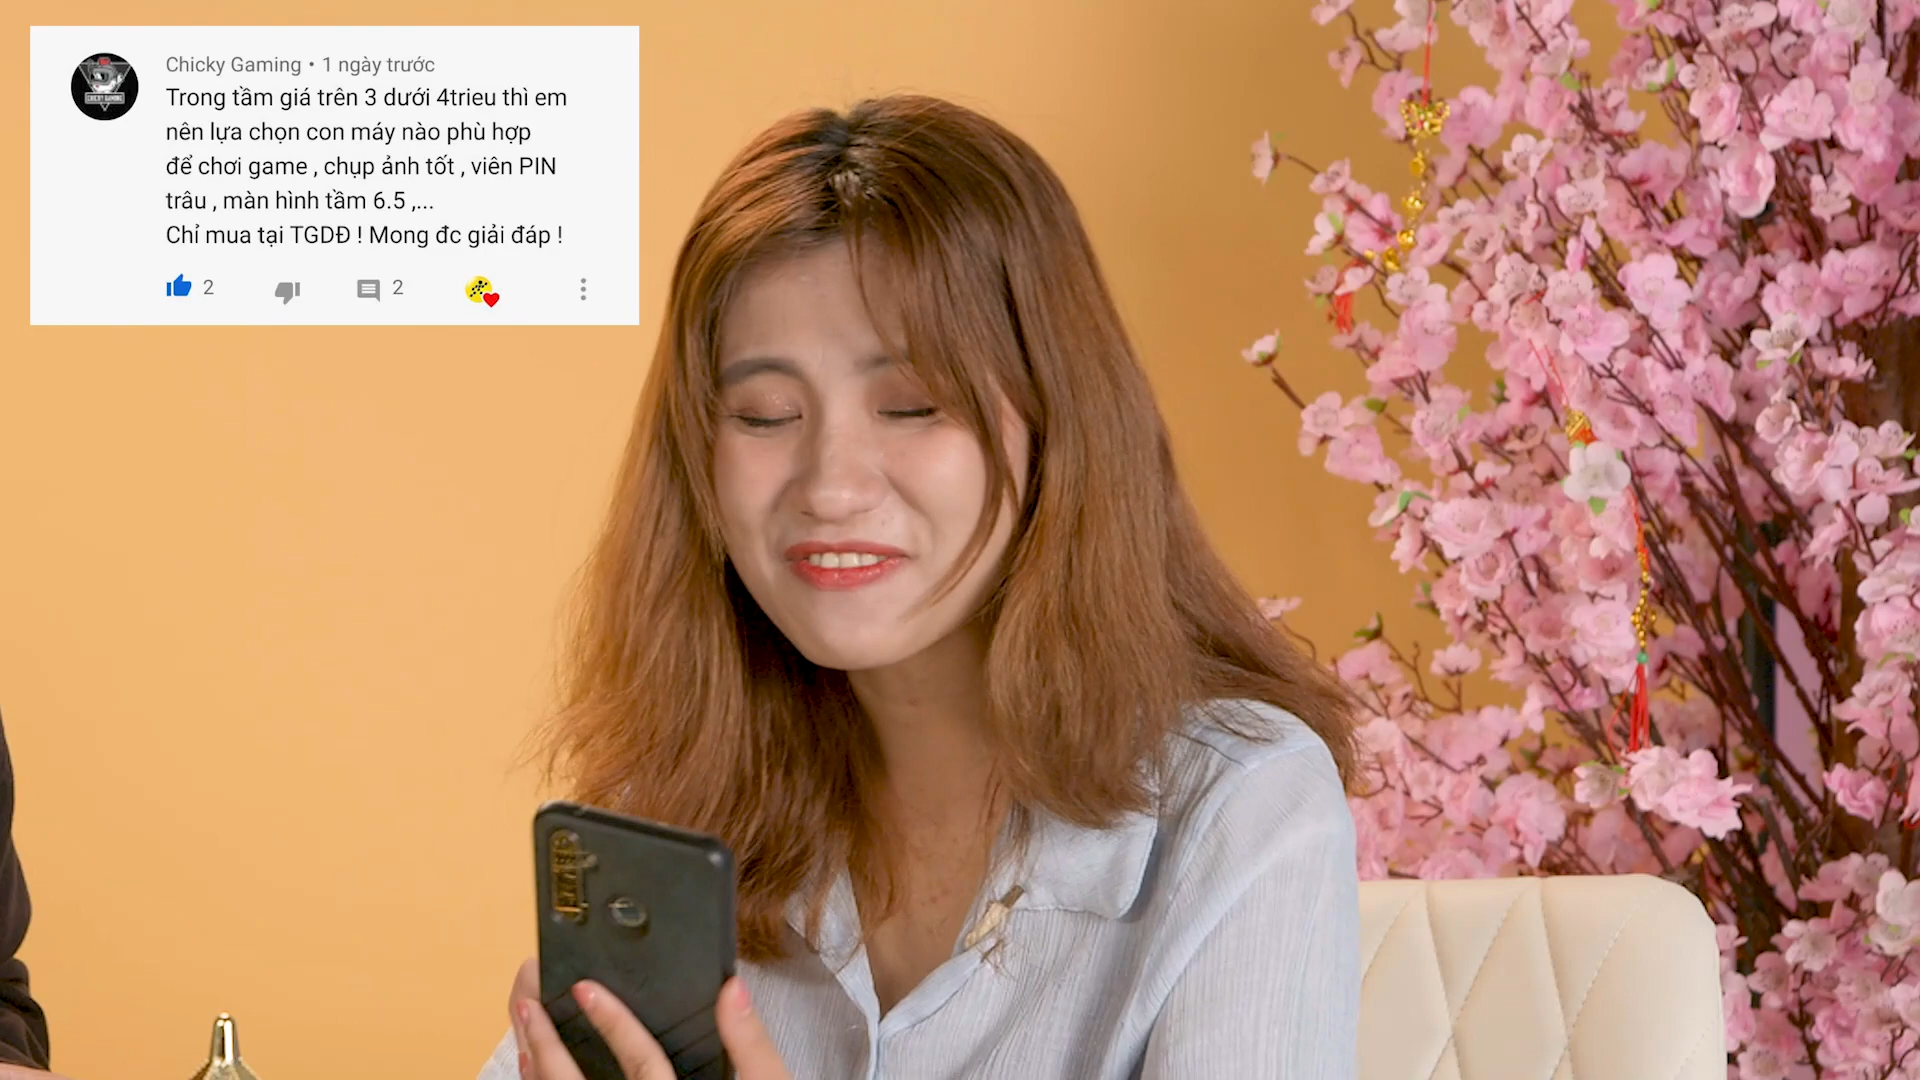 Chicky Gaming • 1 ngày trước
Trong tầm giá trên 3 dưới 4trieu thì em
nên lựa chọn con máy nào phù hợp
để chơi game , chụp ảnh tốt , viên PIN
trâu , màn hình tầm 6.5 ,...
Chỉ mua tại TGDĐ ! Mong đc giải đáp !
2
2